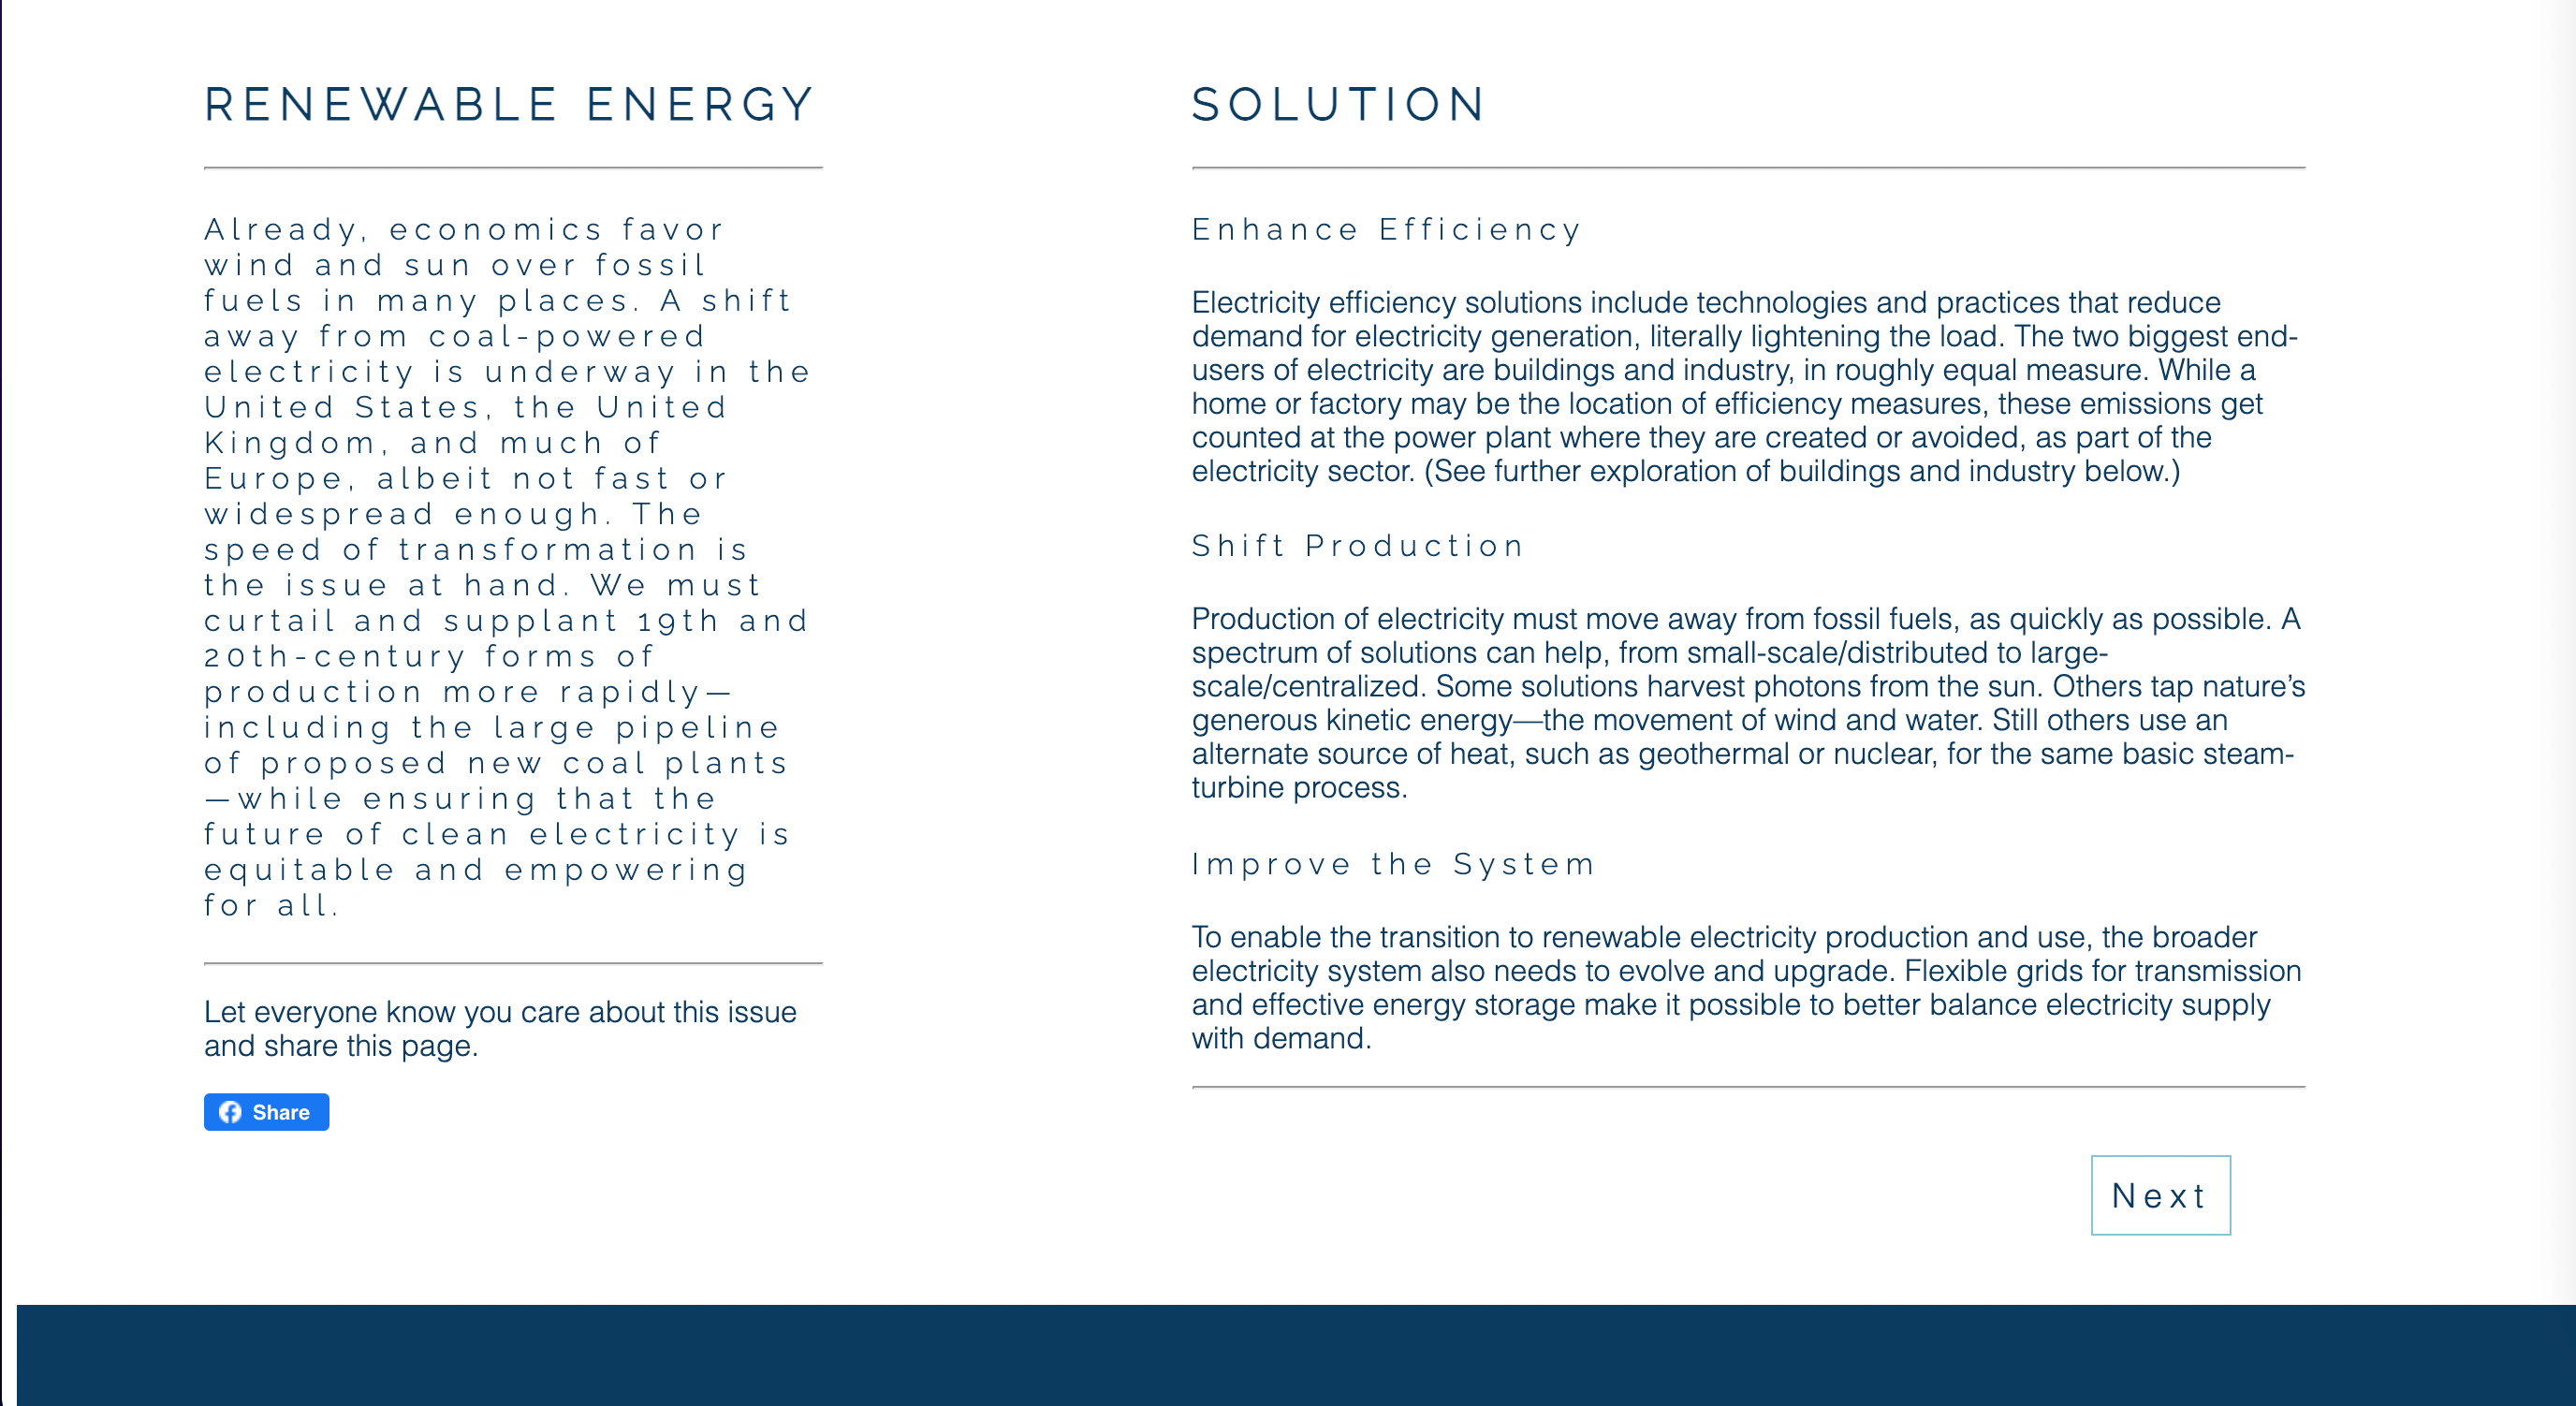 RENEWABLE ENERGY
Already, economics favor
wind and sun over fossil
fuels in many places. A shift
away from coal-powered
electricity is underway in the
United States, the United
Kingdom, and much of
Europe, albeit not fast or
widespread enough. The
speed of transformation is
the issue at hand. We must
curtail and supplant 19th and
20th-century forms of
production more rapidly—
including the large pipeline
of proposed new coal plants
—while ensuring that the
future of clean electricity is
equitable and empowering
for all.
Let everyone know you care about this issue
and share this page.
Share
SOLUTION
Enhance Efficiency
Electricity efficiency solutions include technologies and practices that reduce
demand for electricity generation, literally lightening the load. The two biggest end-
users of electricity are buildings and industry, in roughly equal measure. While a
home or factory may be the location of efficiency measures, these emissions get
counted at the power plant where they are created or avoided, as part of the
electricity sector. (See further exploration of buildings and industry below.)
Shift Production
Production of electricity must move away from fossil fuels, as quickly as possible. A
spectrum of solutions can help, from small-scale/distributed to large-
scale/centralized. Some solutions harvest photons from the sun. Others tap nature’s
generous kinetic energy—the movement of wind and water. Still others use an
alternate source of heat, such as geothermal or nuclear, for the same basic steam-
turbine process.
Improve the System
To enable the transition to renewable electricity production and use, the broader
electricity system also needs to evolve and upgrade. Flexible grids for transmission
and effective energy storage make it possible to better balance electricity supply
with demand.
Next